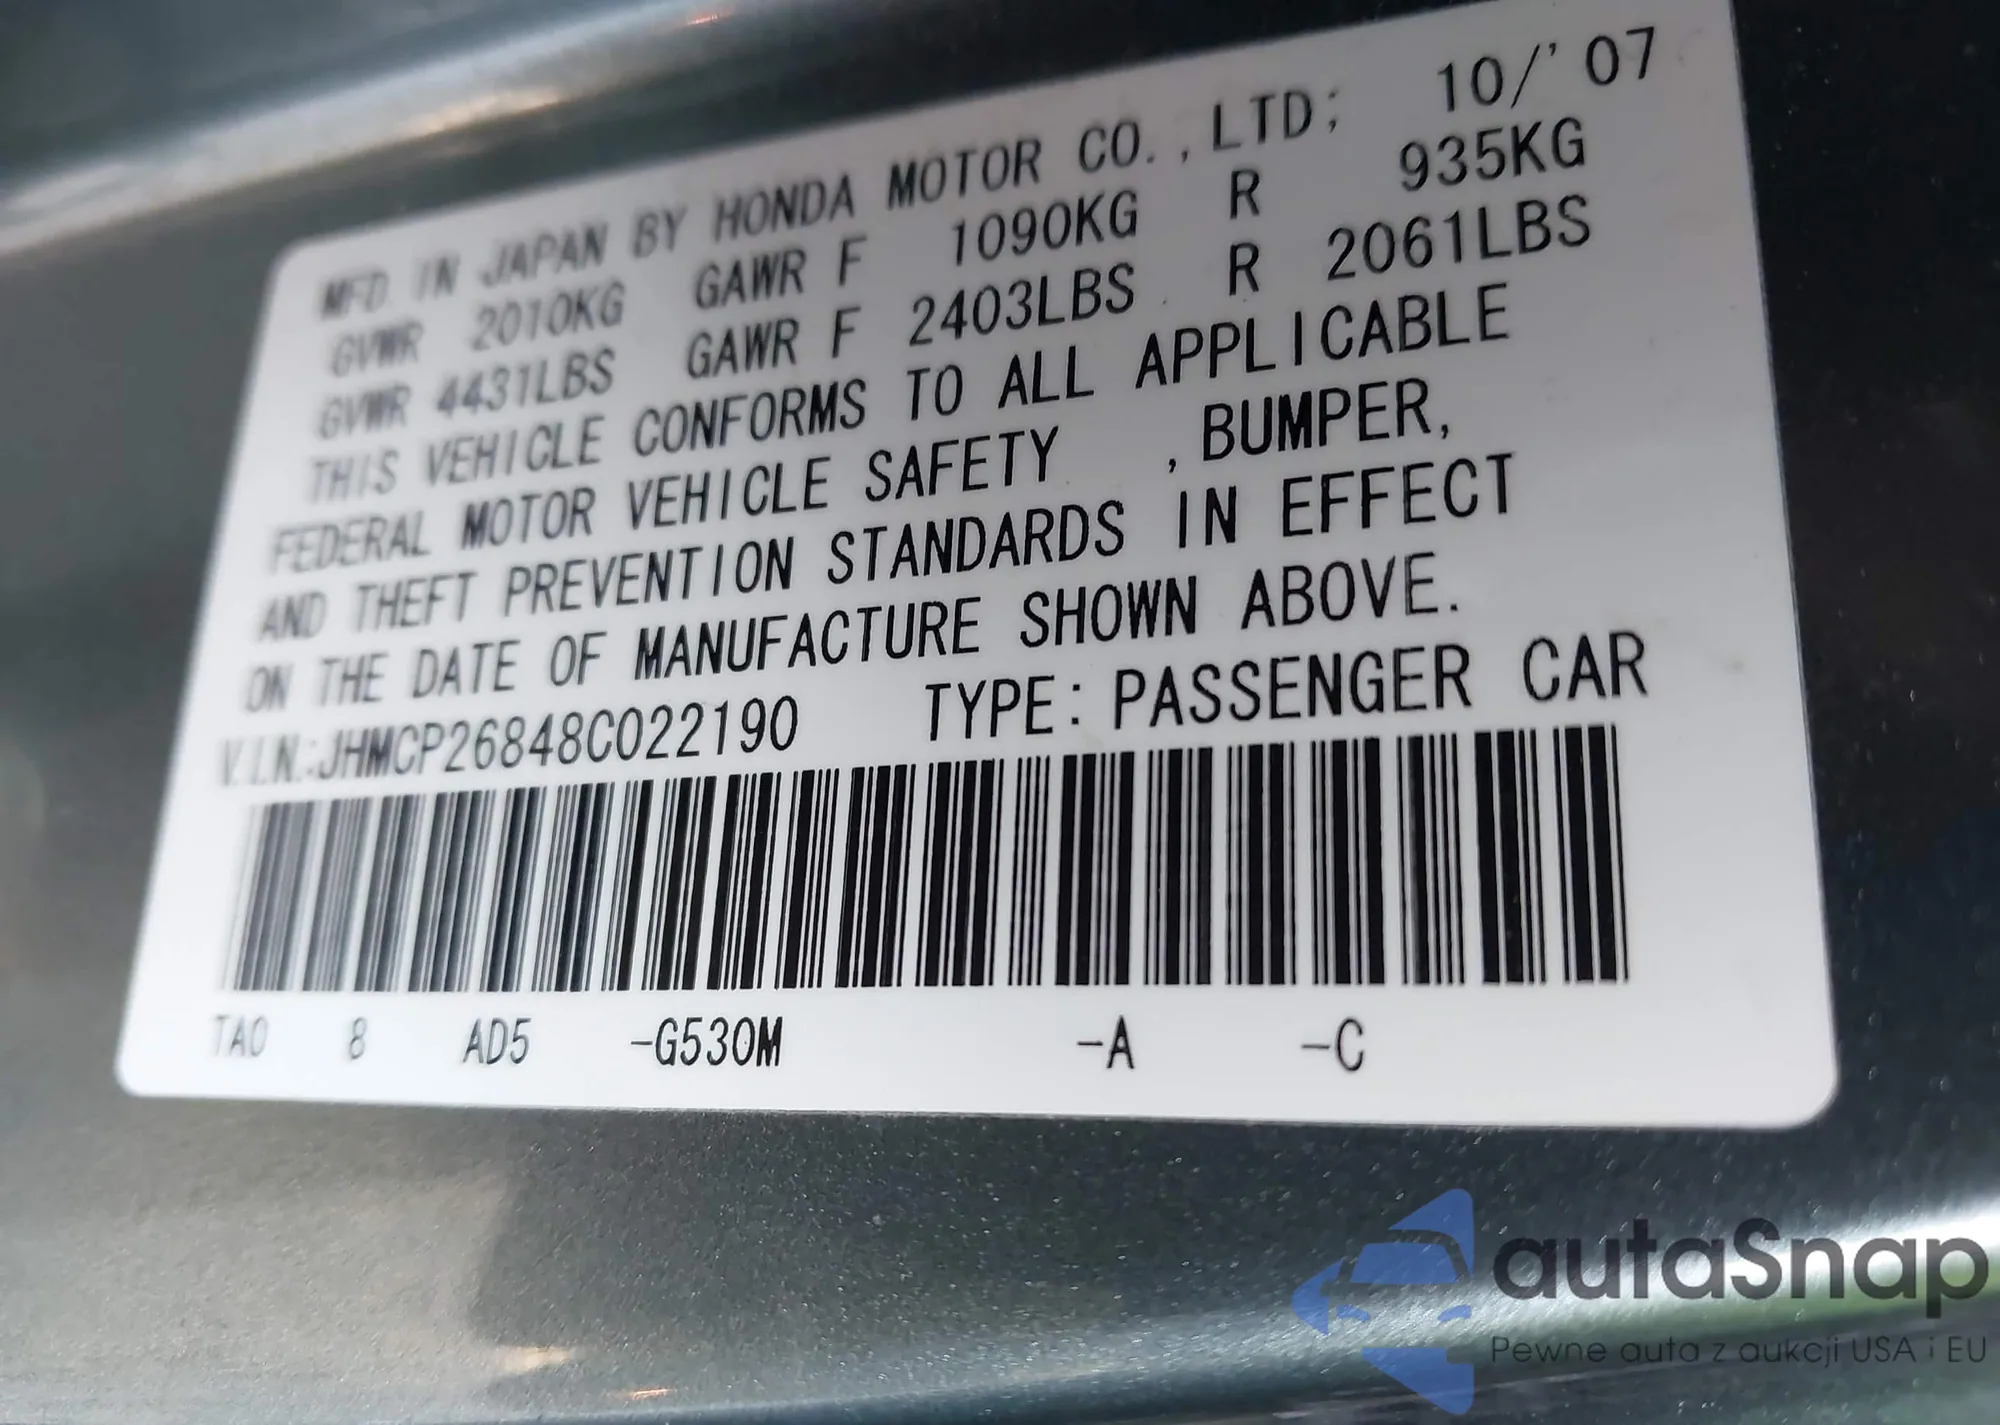 MFD. IN JAPAN BY HONDA MOTOR CO.,LTD; 10/'07
GVWR 2010KG GAWR F 1090KG R 935KG
GVWR 4431LBS GAWR F 2403LBS R 2061LBS
THIS VEHICLE CONFORMS TO ALL APPLICABLE
FEDERAL MOTOR VEHICLE SAFETY , BUMPER,
AND THEFT PREVENTION STANDARDS IN EFFECT
ON THE DATE OF MANUFACTURE SHOWN ABOVE.
V.I.N.:JHMCP26848C022190 TYPE: PASSENGER CAR
TA0 8 AD5 -G530M -A -C
autaSnap
Pewne auta z aukcji USA i EU